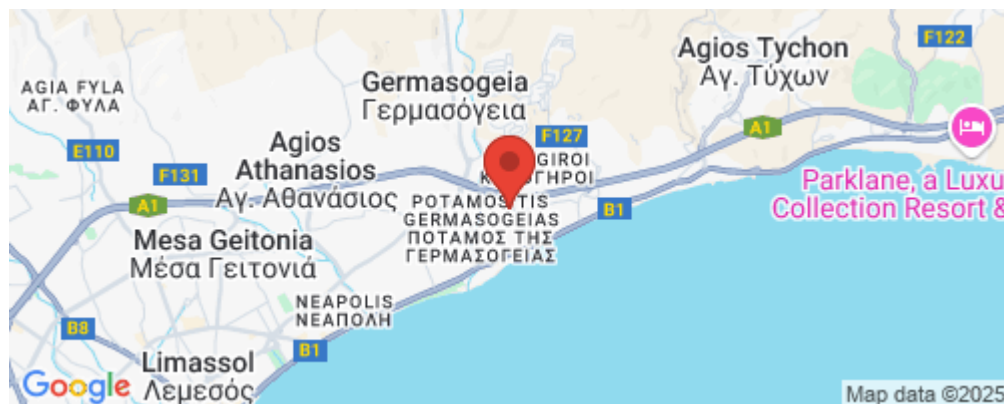 Agios Tychon
Αγ. Τύχων
F122
Germasogeia
Γερμασόγεια
AGIA FYLA
ΑΓ. ΦΥΛΑ
A1
F127
E110
Agios
Athanasios
Αγ. Αθανάσιος
F131
POTAMOS TIS
GERMASOGEIAS
ΠΟΤΑΜΟΣ ΤΗΣ
ΓΕΡΜΑΣΟΓΕΙΑΣ
A1
B1
Parklane, a Luxu
Collection Resort &
Mesa Geitonia
Μέσα Γειτονιά
NEAPOLIS
ΝΕΑΠΟΛΗ
B8
B1
Limassol
Λεμεσός
Google
Map data ©2025